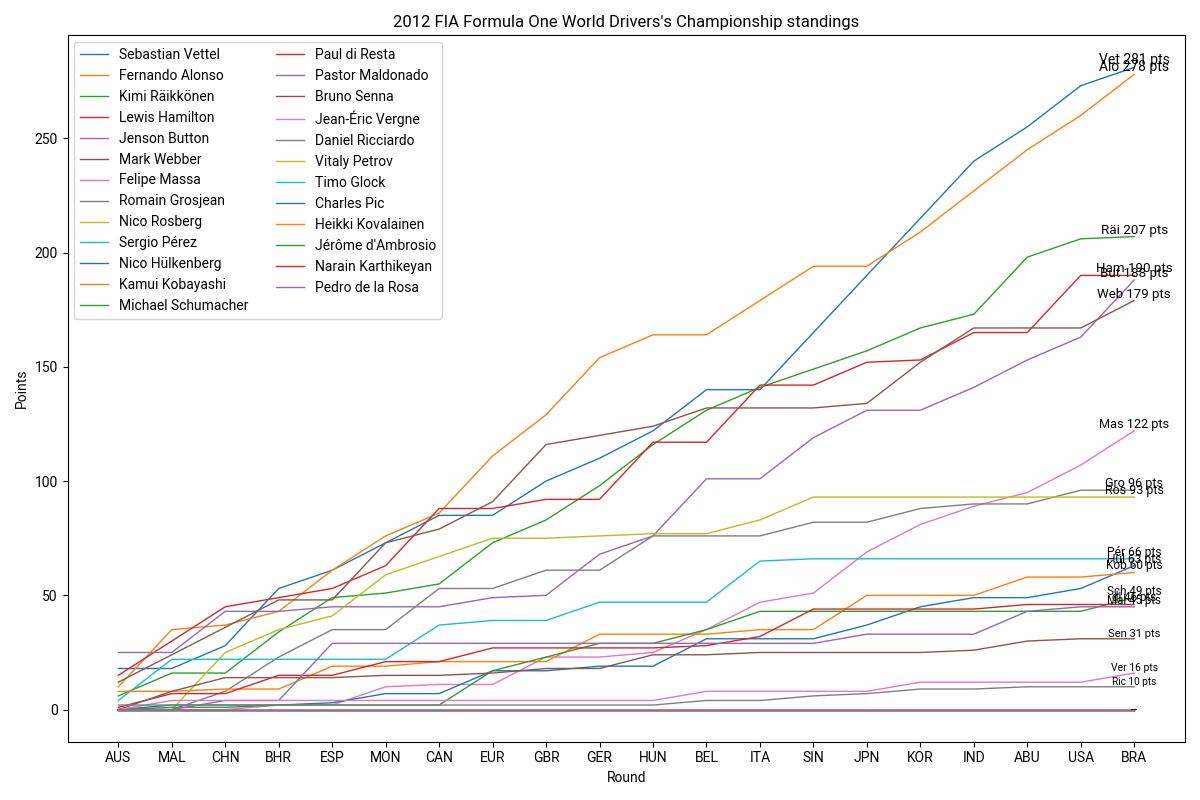 2012 FIA Formula One World Drivers's Championship standings
Sebastian Vettel
Fernando Alonso
Kimi Räikkönen
Lewis Hamilton
Jenson Button
Mark Webber
Felipe Massa
Romain Grosjean
Nico Rosberg
Sergio Pérez
Nico Hülkenberg
Kamui Kobayashi
Michael Schumacher
Paul di Resta
Pastor Maldonado
Bruno Senna
Jean-Éric Vergne
Daniel Ricciardo
Vitaly Petrov
Timo Glock
Charles Pic
Heikki Kovalainen
Jérôme d'Ambrosio
Narain Karthikeyan
Pedro de la Rosa
Vet 281 pts
Alo 278 pts
Räi 207 pts
Ham 190 pts
But 188 pts
Web 179 pts
Mas 122 pts
Gro 96 pts
Ros 93 pts
Pér 66 pts
Hül 63 pts
Kob 60 pts
Sch 49 pts
Mal 45 pts
Sen 31 pts
Ver 16 pts
Ric 10 pts
Points
250
200
150
100
50
0
AUS MAL CHN BHR ESP MON CAN EUR GBR GER HUN BEL ITA SIN JPN KOR IND ABU USA BRA
Round